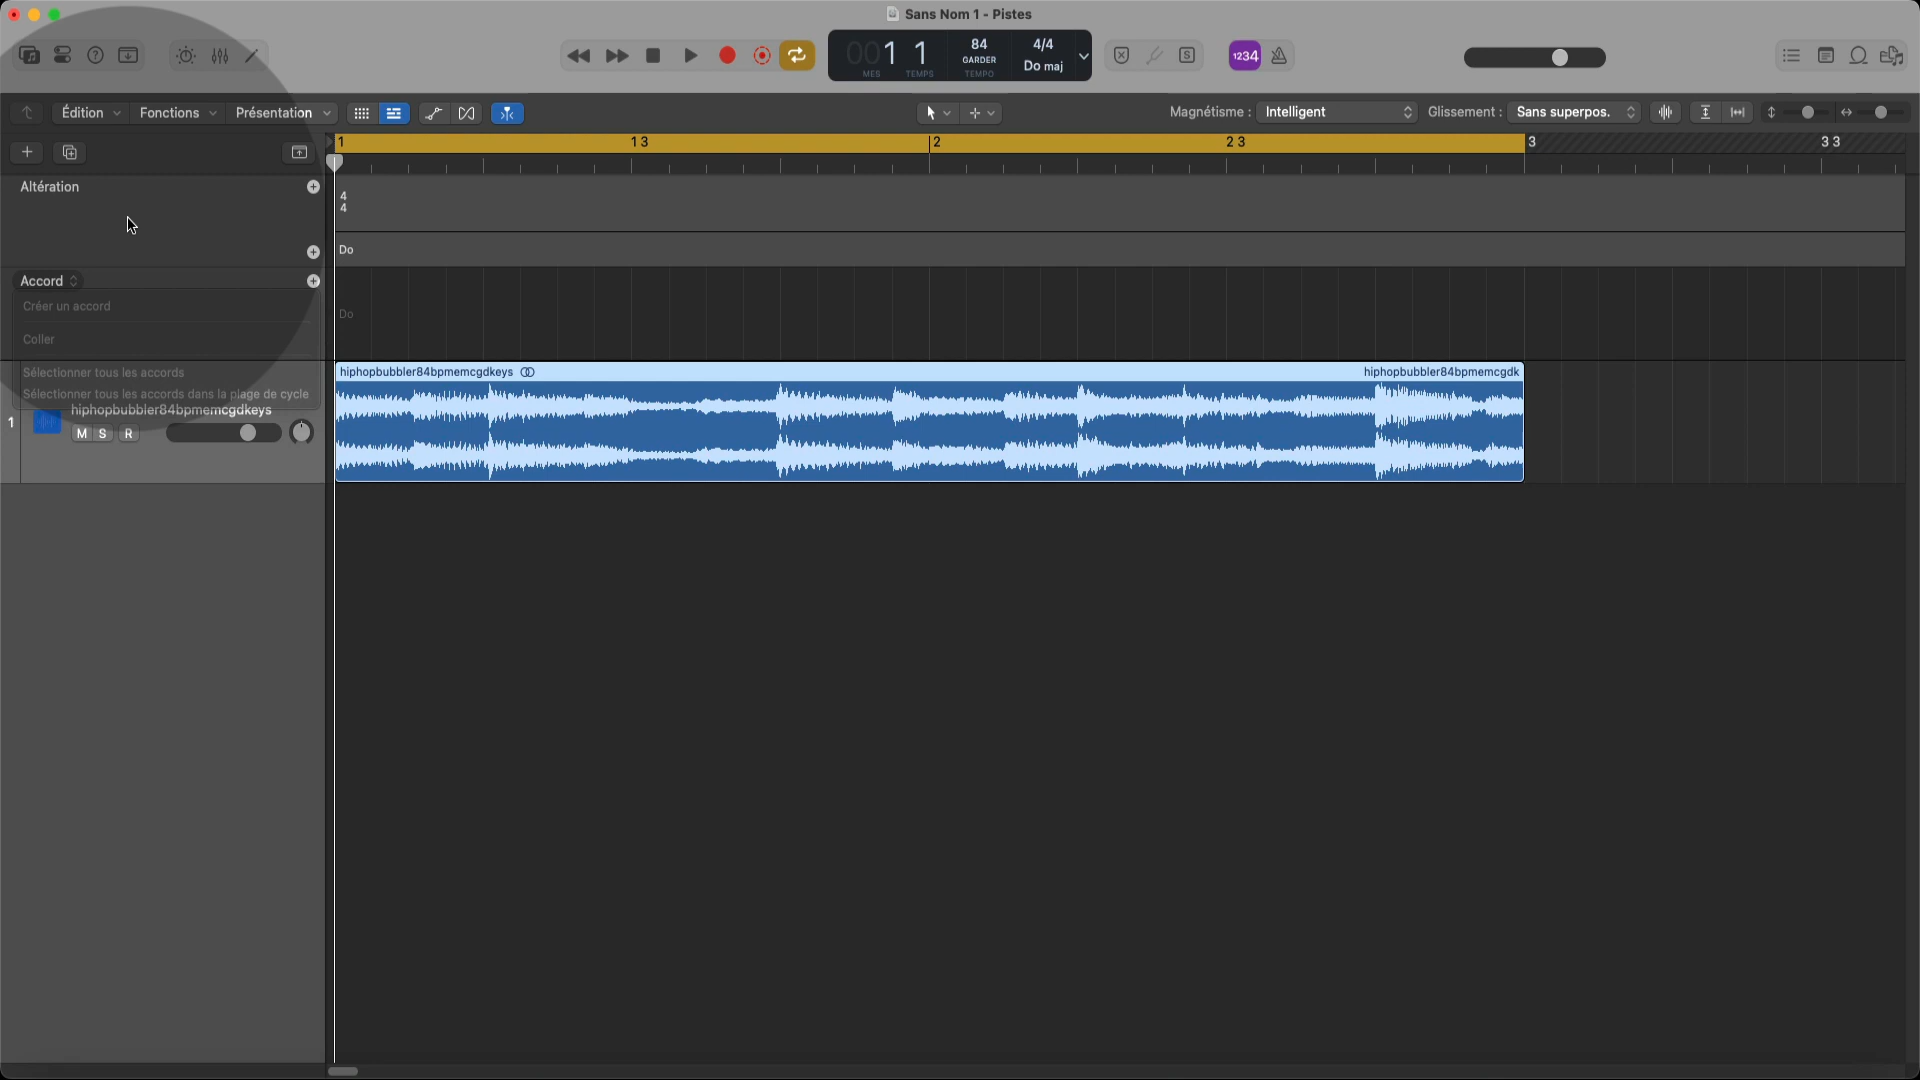 Sans Nom 1 - Pistes
001 1
MES TEMPS
84
GARDER
TEMPO
4/4
Do maj
S
1234
Édition Fonctions Présentation
Magnétisme : Intelligent Glissement : Sans superpos.
1 1 3 2 2 3 3 3 3
Altération
4
4
Do
Accord
Créer un accord
Do
Coller
Sélectionner tous les accords
Sélectionner tous les accords dans la plage de cycle
hiphopbubbler84bpmemcgdkeys hiphopbubbler84bpmemcgdk
1 hiphopbubbler84bpmemcgdkeys
M S R